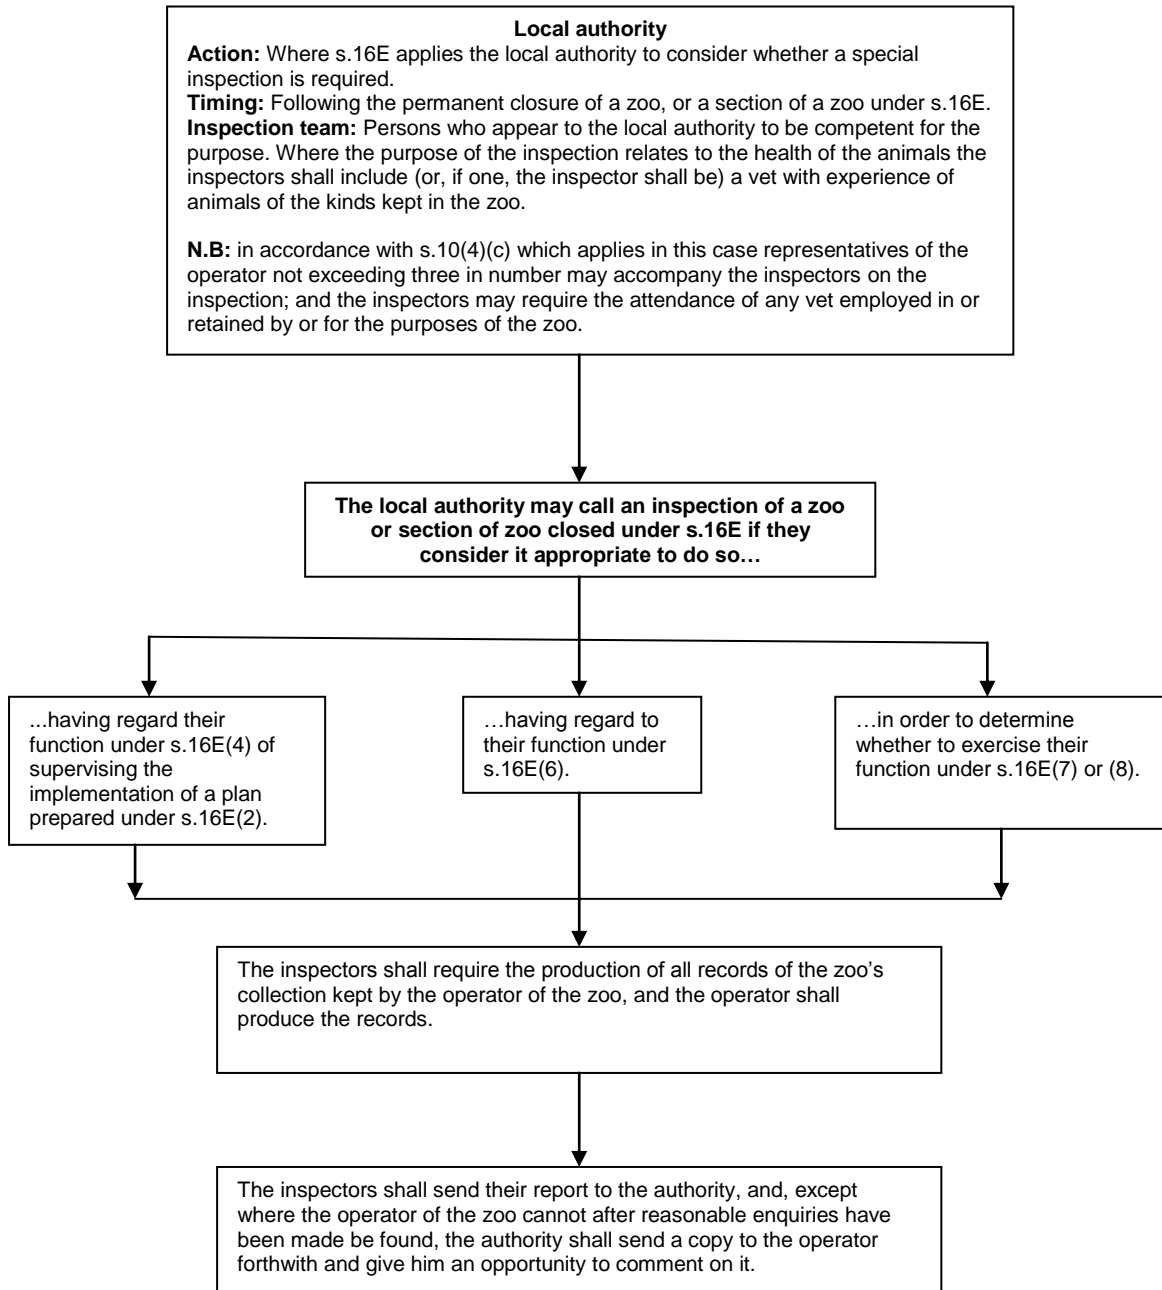 Local authority
Action: Where s.16E applies the local authority to consider whether a special
inspection is required.
Timing: Following the permanent closure of a zoo, or a section of a zoo under s.16E.
Inspection team: Persons who appear to the local authority to be competent for the
purpose. Where the purpose of the inspection relates to the health of the animals the
inspectors shall include (or, if one, the inspector shall be) a vet with experience of
animals of the kinds kept in the zoo.
N.B: in accordance with s.10(4)(c) which applies in this case representatives of the
operator not exceeding three in number may accompany the inspectors on the
inspection; and the inspectors may require the attendance of any vet employed in or
retained by or for the purposes of the zoo.
The local authority may call an inspection of a zoo
or section of zoo closed under s.16E if they
consider it appropriate to do so…
...having regard their
function under s.16E(4) of
supervising the
implementation of a plan
prepared under s.16E(2).
…having regard to
their function under
s.16E(6).
…in order to determine
whether to exercise their
function under s.16E(7) or (8).
The inspectors shall require the production of all records of the zoo’s
collection kept by the operator of the zoo, and the operator shall
produce the records.
The inspectors shall send their report to the authority, and, except
where the operator of the zoo cannot after reasonable enquiries have
been made be found, the authority shall send a copy to the operator
forthwith and give him an opportunity to comment on it.